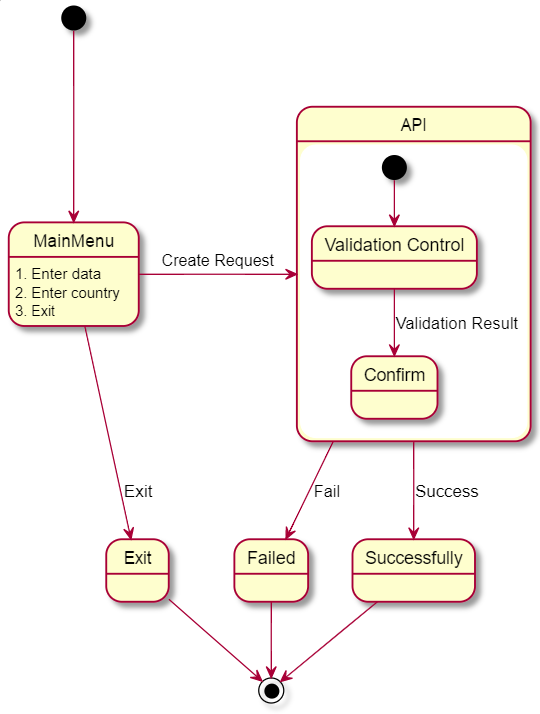 API
MainMenu
1. Enter data
2. Enter country
3. Exit
Create Request
Validation Control
Validation Result
Confirm
Exit
Fail
Success
Exit
Failed
Successfully